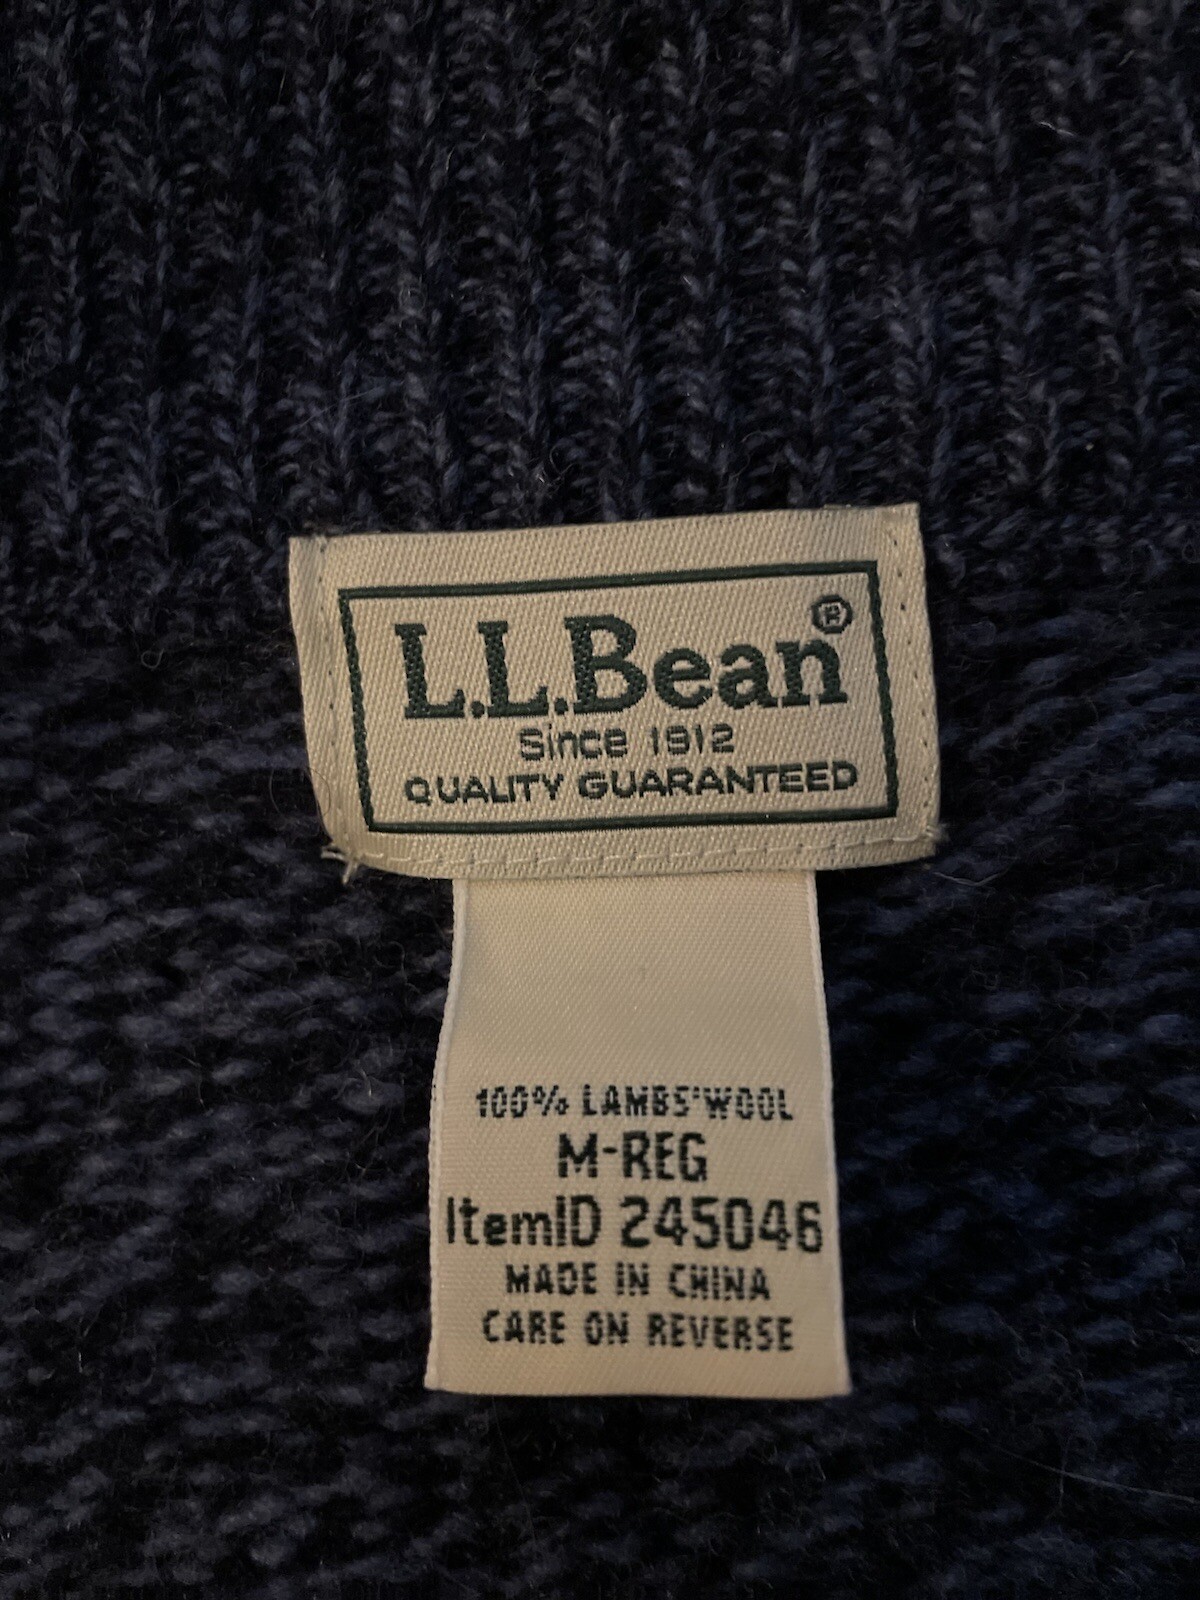 L.L.Bean®
Since 1912
QUALITY GUARANTEED
100% LAMBS'WOOL
M-REG
ItemID 245046
MADE IN CHINA
CARE ON REVERSE